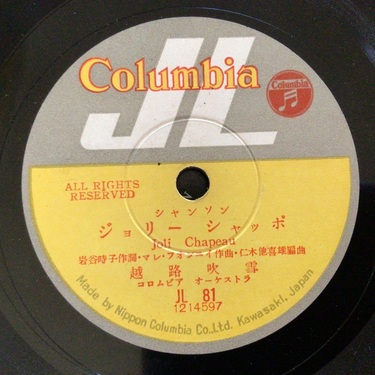 JL
Columbia
Columbia
ALL RIGHTS
RESERVED
シャンソン
ジョリー シャッポ
Joli Chapeau
岩谷時子作詞・マレ・フォンニイ作曲・仁木他喜雄編曲
越路吹雪
コロムビア オーケストラ
JL 81
1214597
Made by Nippon Columbia Co., Ltd. Kawasaki, Japan